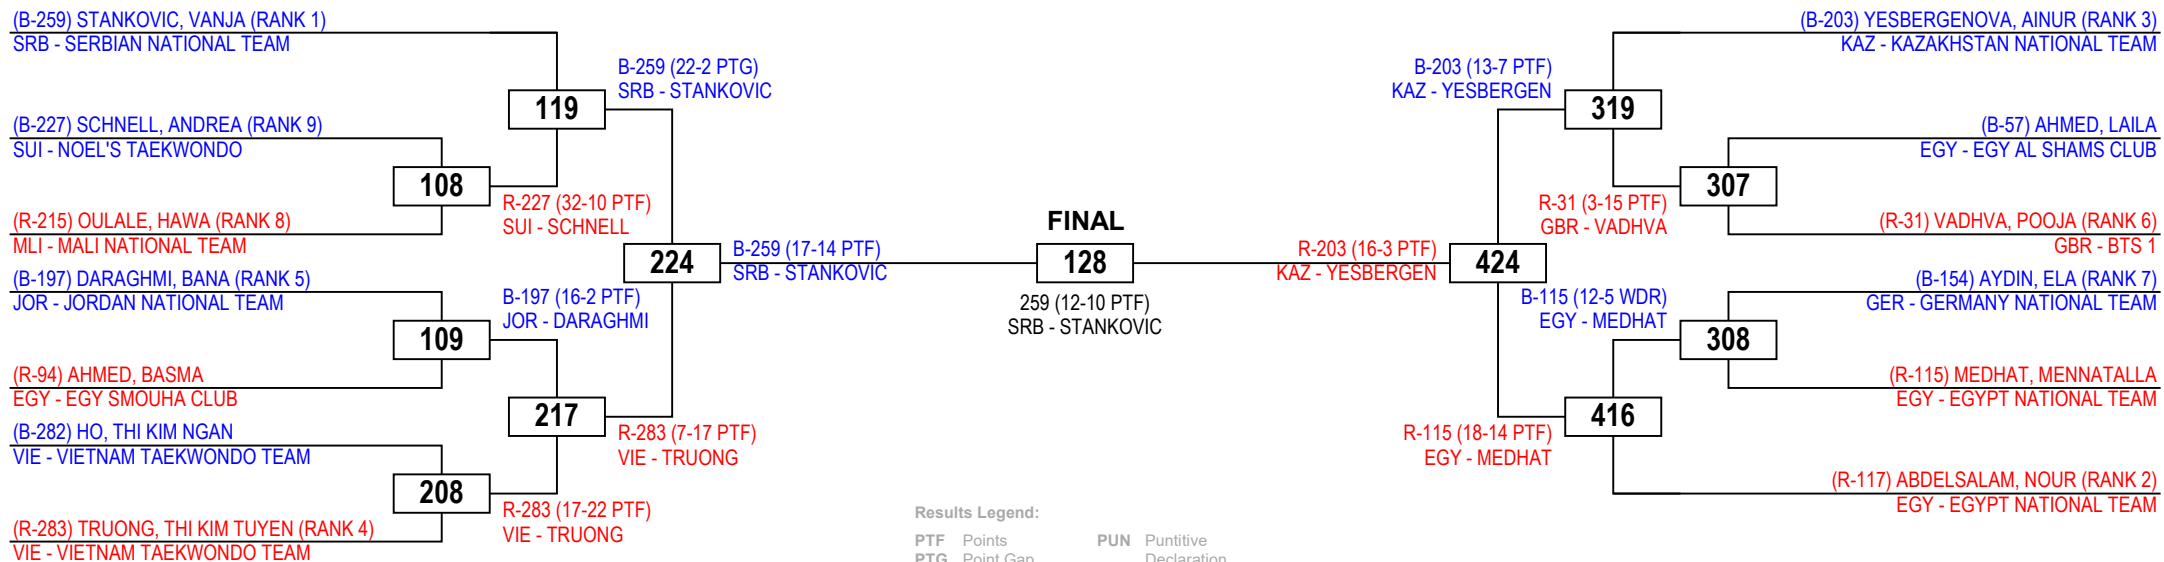 (B-259) STANKOVIC, VANJA (RANK 1)
SRB - SERBIAN NATIONAL TEAM
(B-227) SCHNELL, ANDREA (RANK 9)
SUI - NOEL'S TAEKWONDO
(R-215) OULALE, HAWA (RANK 8)
MLI - MALI NATIONAL TEAM
(B-197) DARAGHMI, BANA (RANK 5)
JOR - JORDAN NATIONAL TEAM
(R-94) AHMED, BASMA
EGY - EGY SMOUHA CLUB
(B-282) HO, THI KIM NGAN
VIE - VIETNAM TAEKWONDO TEAM
(R-283) TRUONG, THI KIM TUYEN (RANK 4)
VIE - VIETNAM TAEKWONDO TEAM
108
109
208
119
R-227 (32-10 PTF)
SUI - SCHNELL
B-197 (16-2 PTF)
JOR - DARAGHMI
217
R-283 (17-22 PTF)
VIE - TRUONG
B-259 (22-2 PTG)
SRB - STANKOVIC
224
R-283 (7-17 PTF)
VIE - TRUONG
B-259 (17-14 PTF)
SRB - STANKOVIC
FINAL
128
259 (12-10 PTF)
SRB - STANKOVIC
R-203 (16-3 PTF)
KAZ - YESBERGEN
424
B-203 (13-7 PTF)
KAZ - YESBERGEN
R-115 (18-14 PTF)
EGY - MEDHAT
319
R-31 (3-15 PTF)
GBR - VADHVA
B-115 (12-5 WDR)
EGY - MEDHAT
416
307
308
(B-203) YESBERGENOVA, AINUR (RANK 3)
KAZ - KAZAKHSTAN NATIONAL TEAM
(B-57) AHMED, LAILA
EGY - EGY AL SHAMS CLUB
(R-31) VADHVA, POOJA (RANK 6)
GBR - BTS 1
(B-154) AYDIN, ELA (RANK 7)
GER - GERMANY NATIONAL TEAM
(R-115) MEDHAT, MENNATALLA
EGY - EGYPT NATIONAL TEAM
(R-117) ABDELSALAM, NOUR (RANK 2)
EGY - EGYPT NATIONAL TEAM
Results Legend:
PTF Points PUN Puntitive
PTG Point Gap Declaration